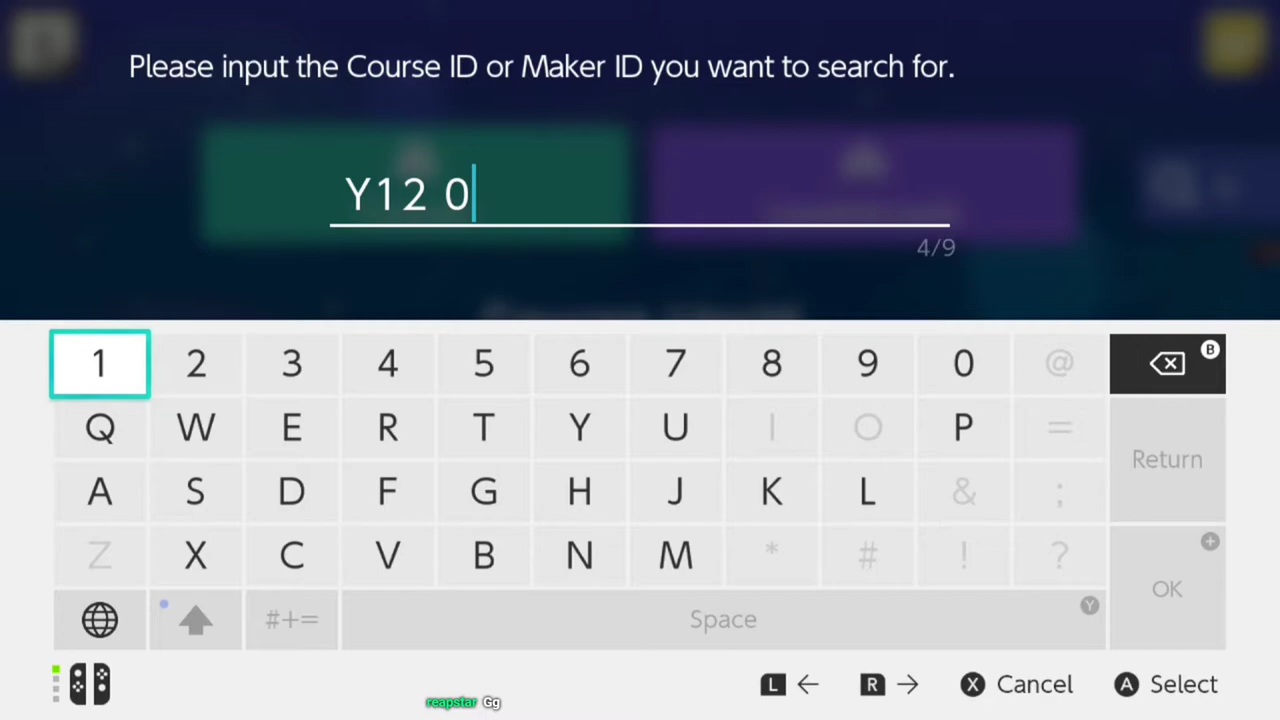 Please input the Course ID or Maker ID you want to search for.
Y12 0
4/9
1 2 3 4 5 6 7 8 9 0 @ B
Q W E R T Y U I O P =
Return
A S D F G H J K L & ;
Z X C V B N M * # ! ? +
OK
#+= Space Y
L ← R → X Cancel A Select
reapstar Gg